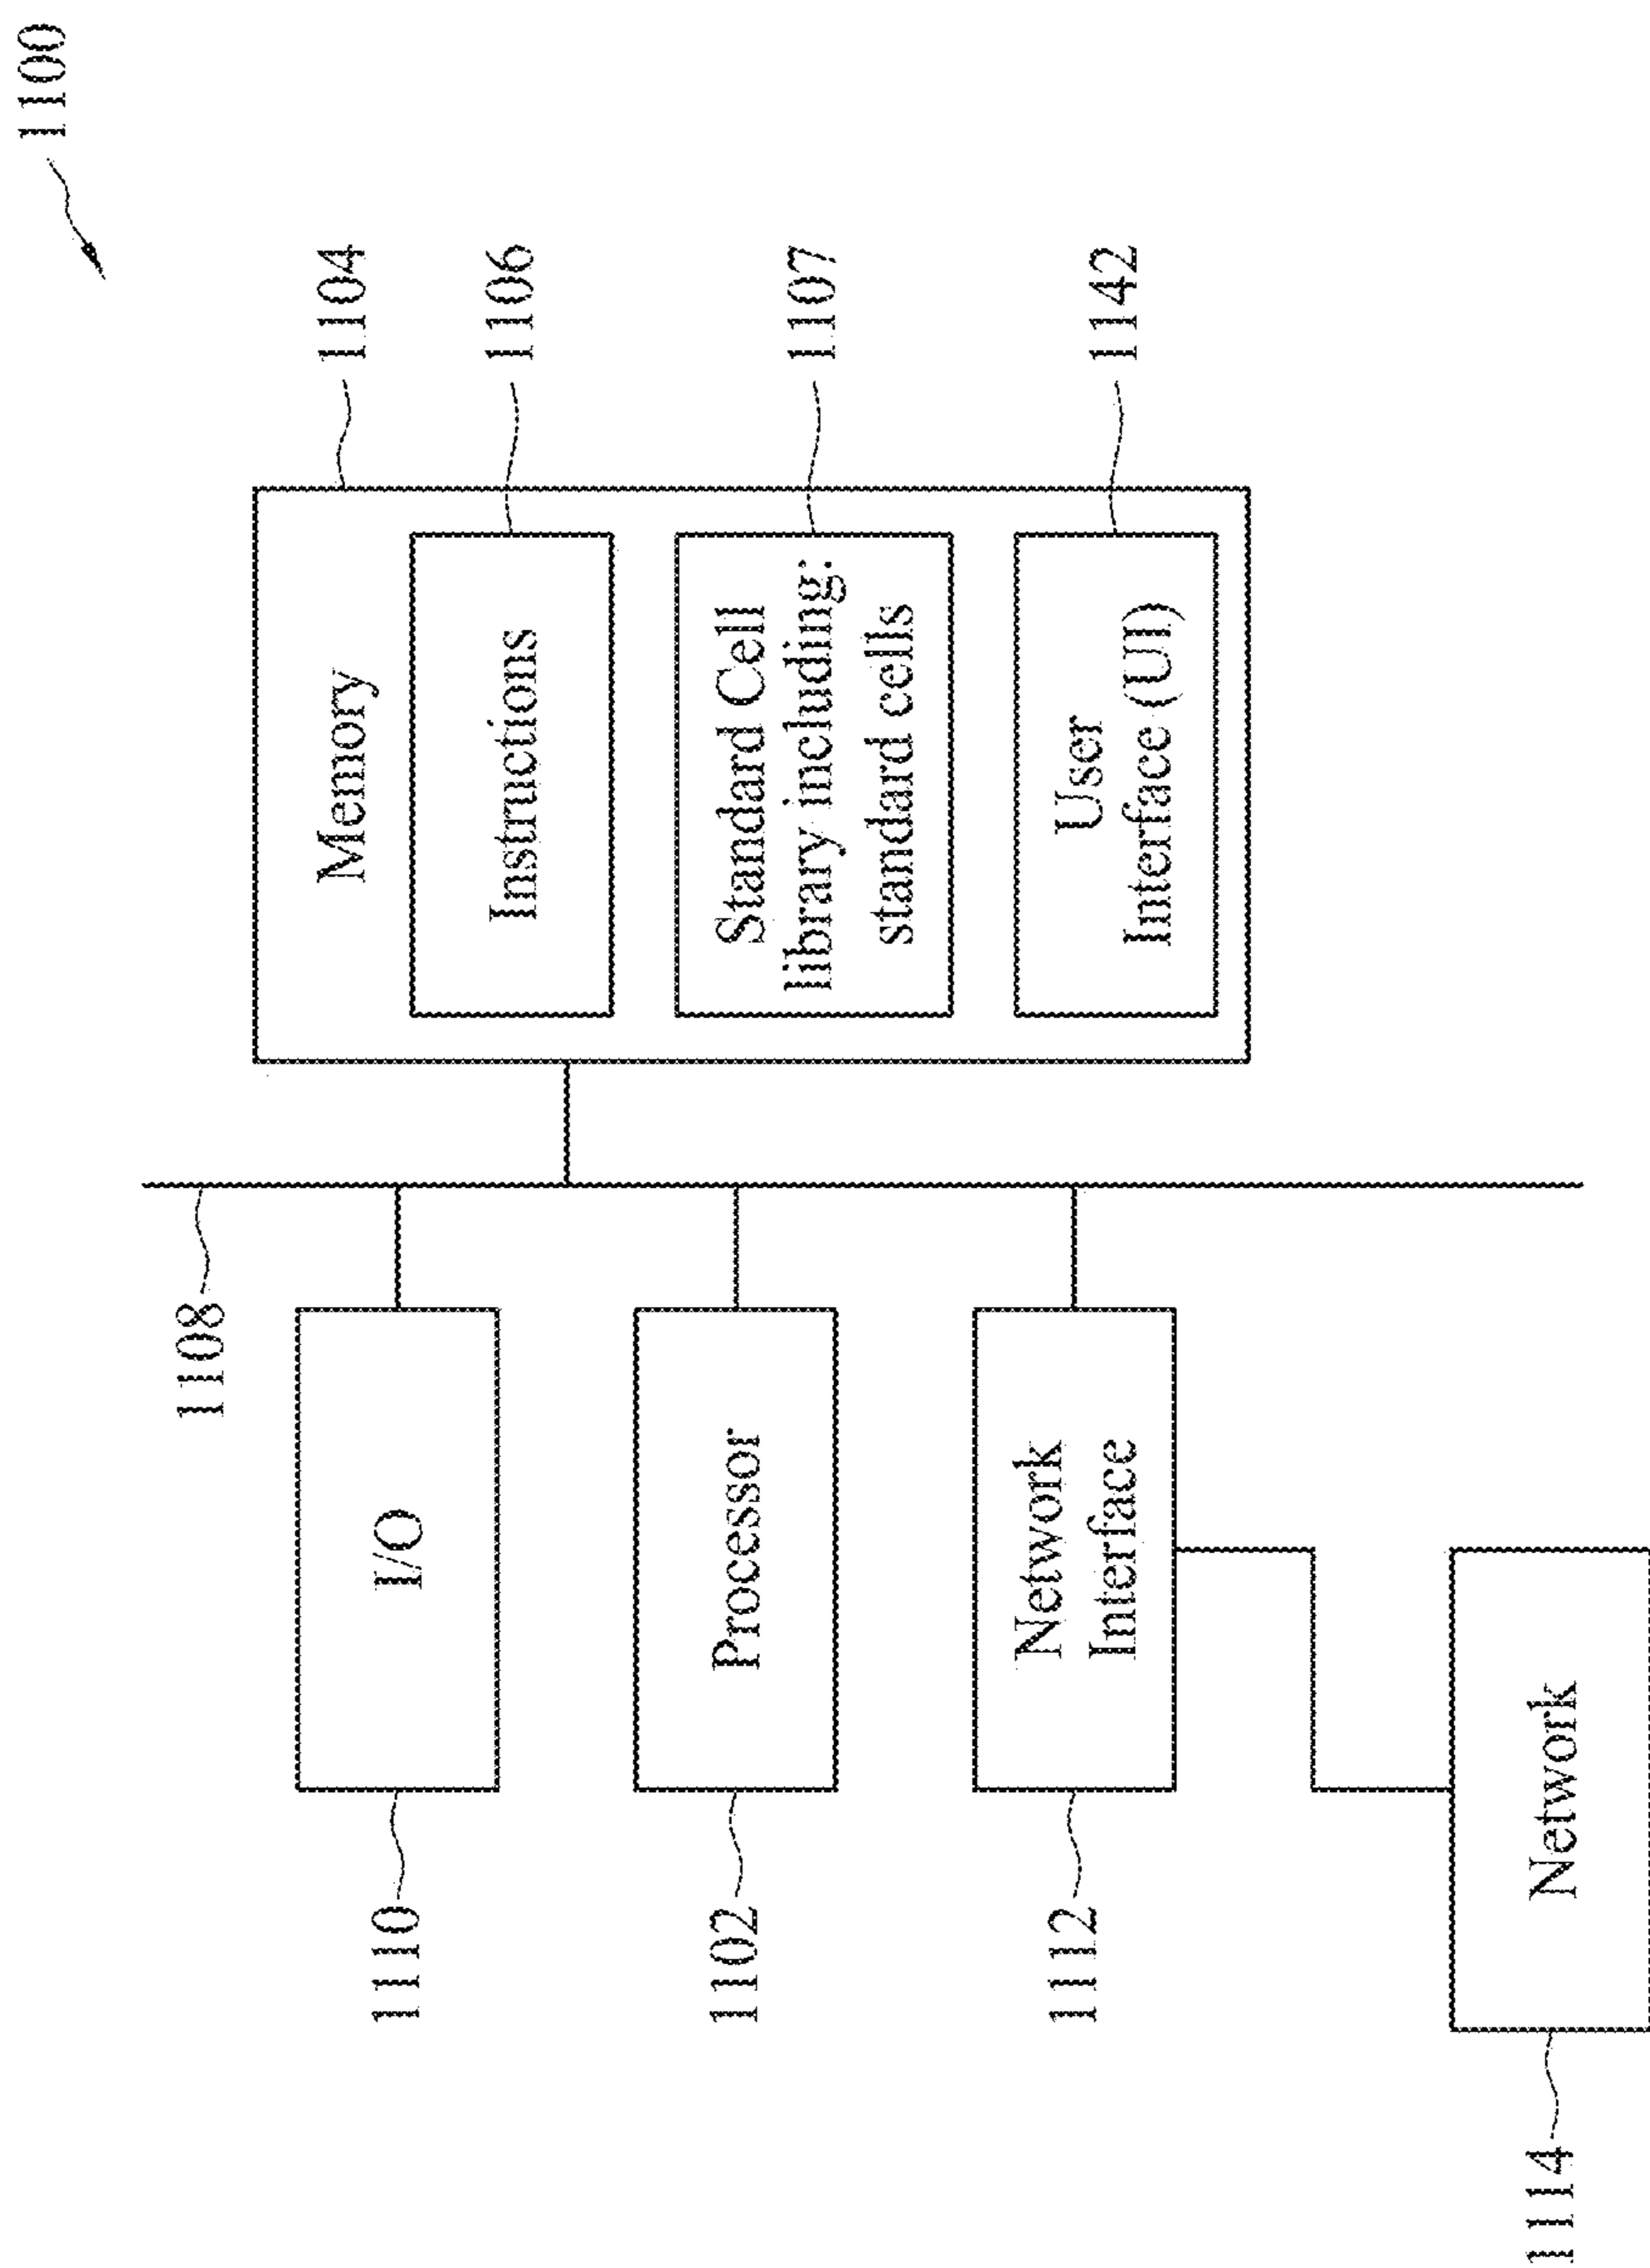 1100
1110
I/O
1108
Memory
1104
Instructions
1106
1102
Processor
Standard Cell
library including:
standard cells
1107
1112
Network
Interface
User
Interface (UI)
1142
1114
Network